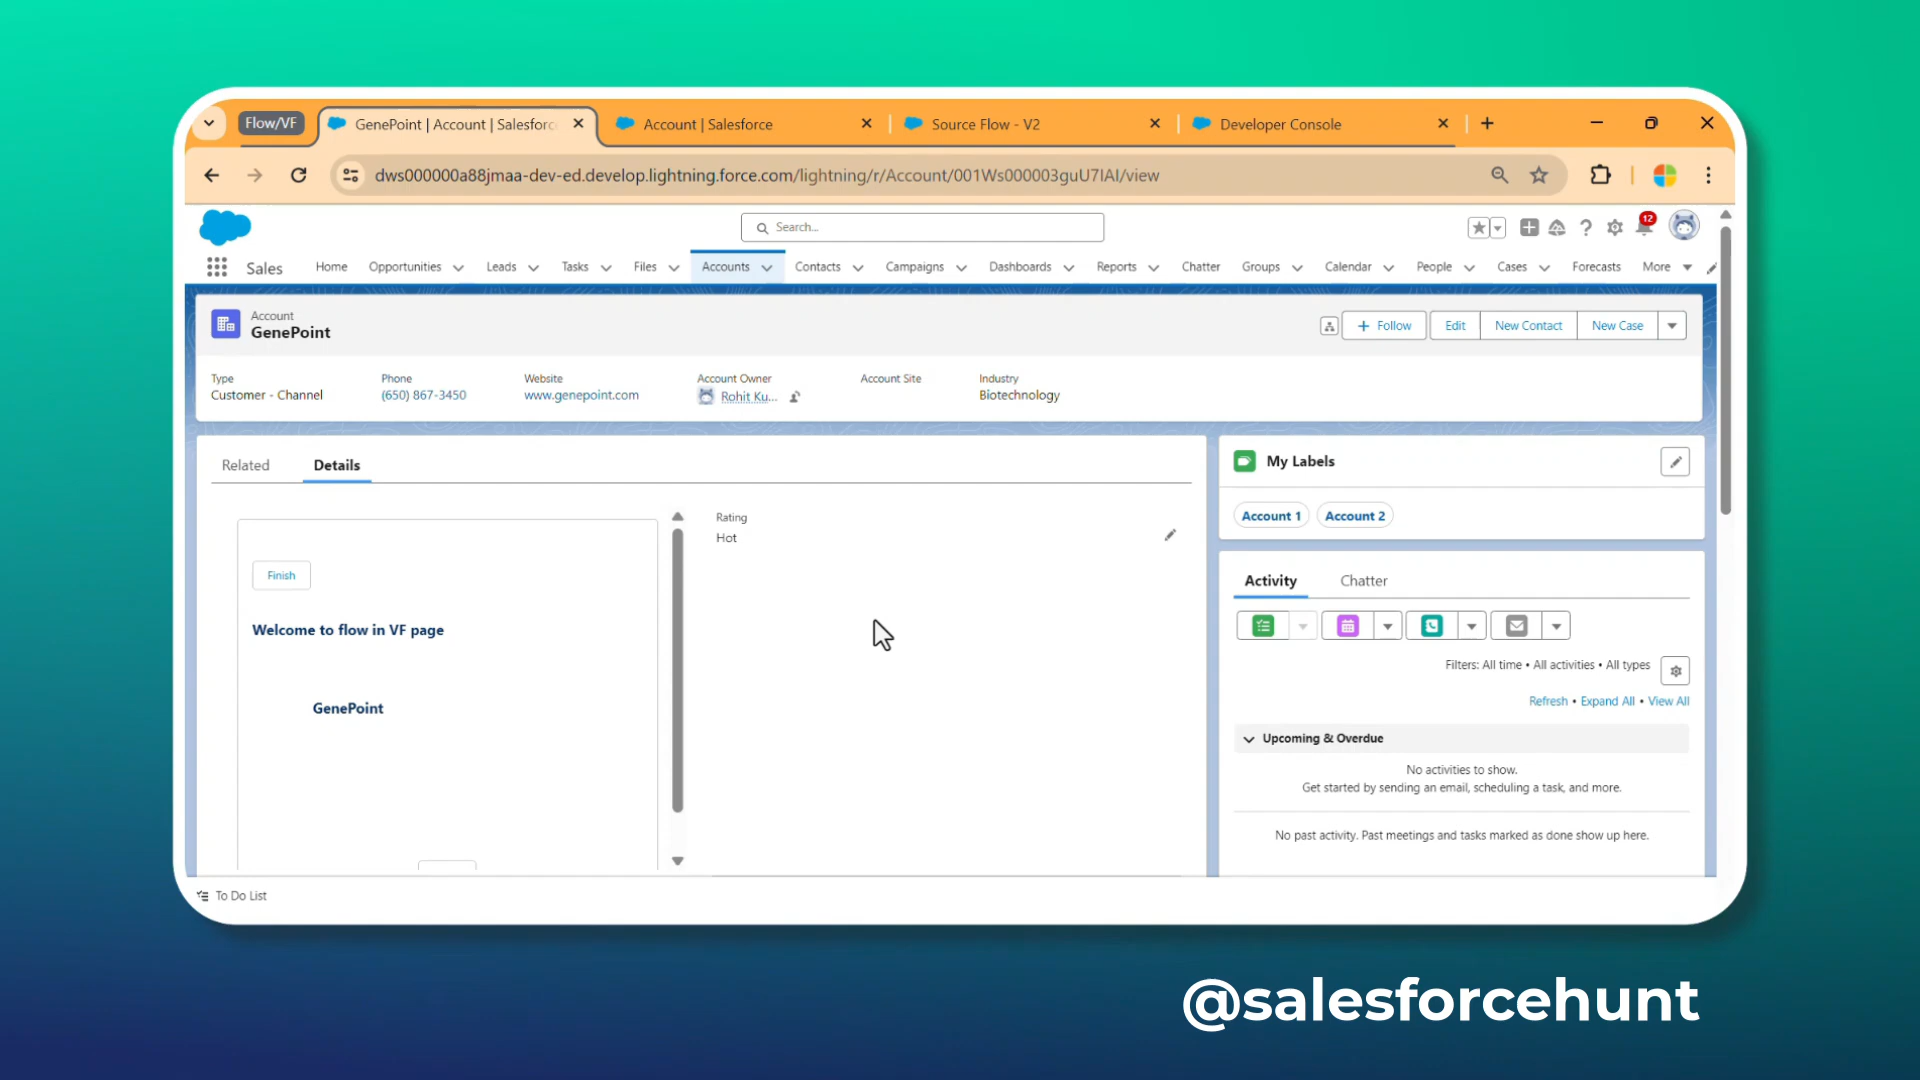 Flow/VF
GenePoint | Account | Salesforc
Account | Salesforce
Source Flow - V2
Developer Console
dws000000a88jmaa-dev-ed.develop.lightning.force.com/lightning/r/Account/001Ws000003guU7IAI/view
Search...
12
Sales
Home
Opportunities
Leads
Tasks
Files
Accounts
Contacts
Campaigns
Dashboards
Reports
Chatter
Groups
Calendar
People
Cases
Forecasts
More
Account
GenePoint
Follow
Edit
New Contact
New Case
Type
Customer - Channel
Phone
(650) 867-3450
Website
www.genepoint.com
Account Owner
Rohit Ku...
Account Site
Industry
Biotechnology
Related
Details
Finish
Welcome to flow in VF page
GenePoint
Rating
Hot
My Labels
Account 1
Account 2
Activity
Chatter
Filters: All time • All activities • All types
Refresh • Expand All • View All
Upcoming & Overdue
No activities to show.
Get started by sending an email, scheduling a task, and more.
No past activity. Past meetings and tasks marked as done show up here.
To Do List
@salesforcehunt